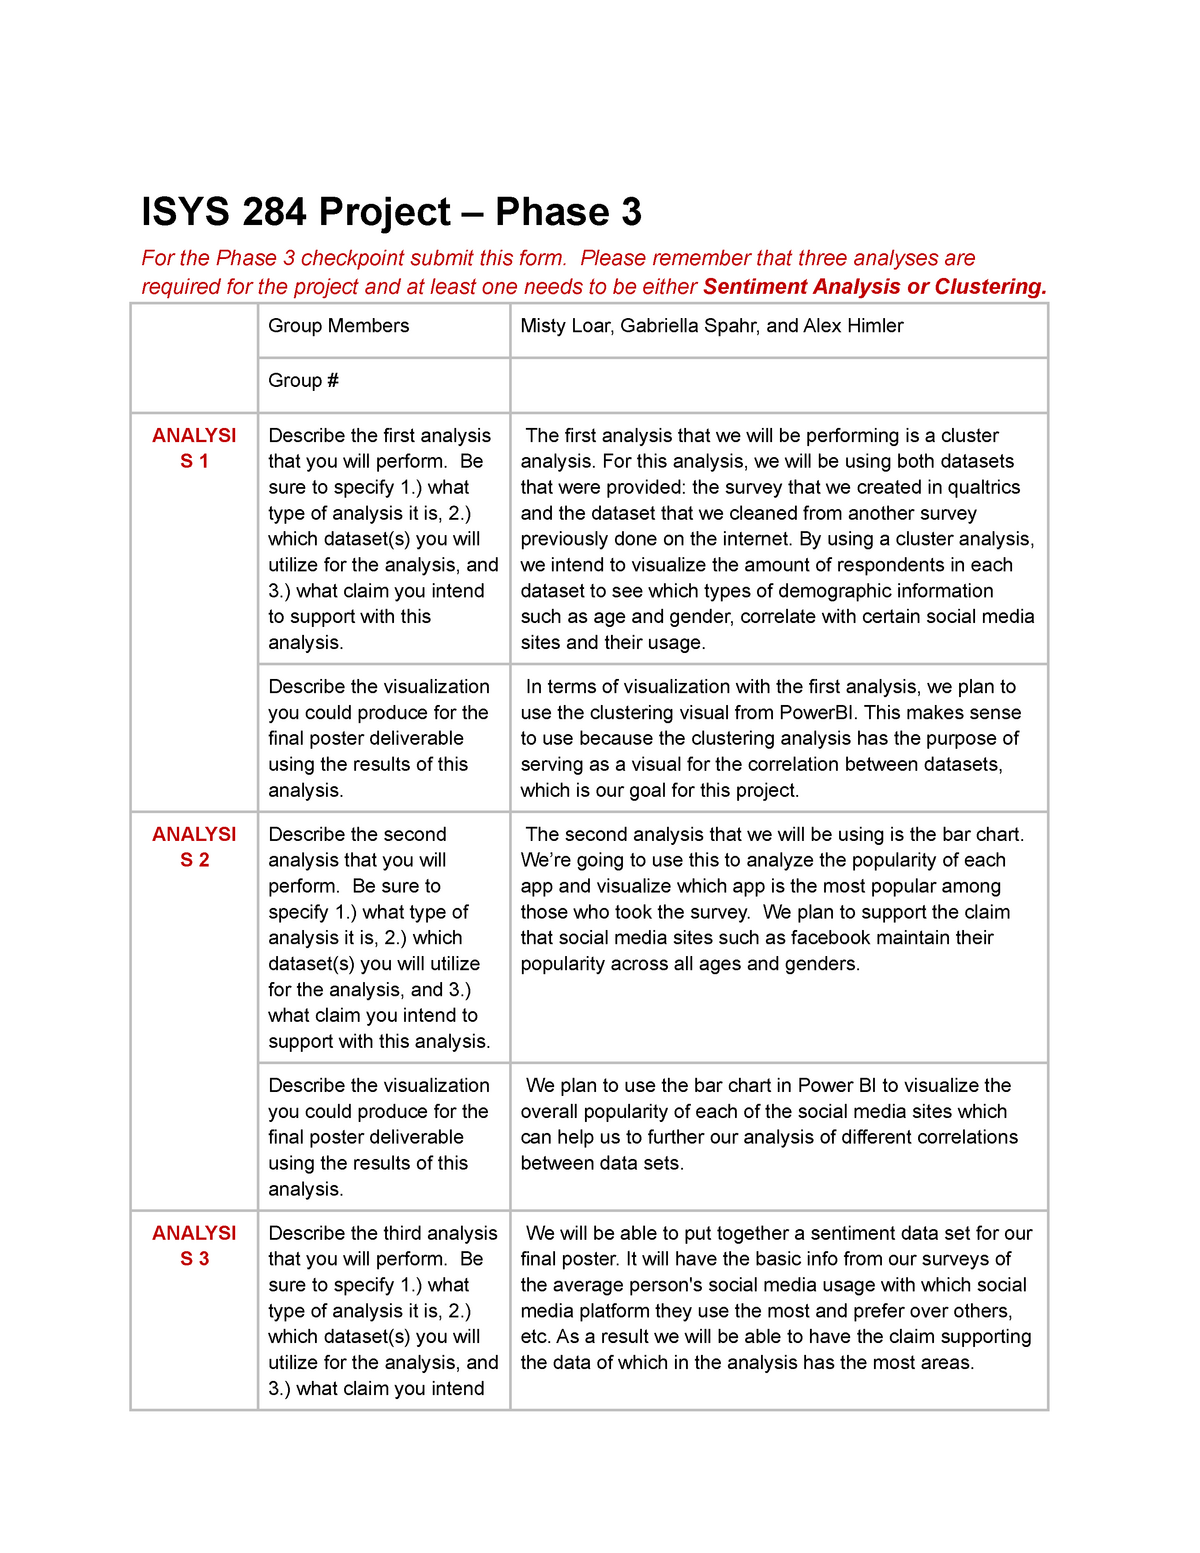 ISYS 284 Project – Phase 3
For the Phase 3 checkpoint submit this form.  Please remember that three analyses are
required for the project and at least one needs to be either Sentiment Analysis or Clustering.
Group Members
Misty Loar, Gabriella Spahr, and Alex Himler
Group #
ANALYSI
S 1
Describe the first analysis
that you will perform.  Be
sure to specify 1.) what
type of analysis it is, 2.)
which dataset(s) you will
utilize for the analysis, and
3.) what claim you intend
to support with this
analysis.
The first analysis that we will be performing is a cluster
analysis. For this analysis, we will be using both datasets
that were provided: the survey that we created in qualtrics
and the dataset that we cleaned from another survey
previously done on the internet. By using a cluster analysis,
we intend to visualize the amount of respondents in each
dataset to see which types of demographic information
such as age and gender, correlate with certain social media
sites and their usage.
Describe the visualization
you could produce for the
final poster deliverable
using the results of this
analysis.
In terms of visualization with the first analysis, we plan to
use the clustering visual from PowerBI. This makes sense
to use because the clustering analysis has the purpose of
serving as a visual for the correlation between datasets,
which is our goal for this project.
ANALYSI
S 2
Describe the second
analysis that you will
perform.  Be sure to
specify 1.) what type of
analysis it is, 2.) which
dataset(s) you will utilize
for the analysis, and 3.)
what claim you intend to
support with this analysis.
The second analysis that we will be using is the bar chart.
We’re going to use this to analyze the popularity of each
app and visualize which app is the most popular among
those who took the survey.  We plan to support the claim
that social media sites such as facebook maintain their
popularity across all ages and genders.
Describe the visualization
you could produce for the
final poster deliverable
using the results of this
analysis.
We plan to use the bar chart in Power BI to visualize the
overall popularity of each of the social media sites which
can help us to further our analysis of different correlations
between data sets.
ANALYSI
S 3
Describe the third analysis
that you will perform.  Be
sure to specify 1.) what
type of analysis it is, 2.)
which dataset(s) you will
utilize for the analysis, and
3.) what claim you intend
We will be able to put together a sentiment data set for our
final poster. It will have the basic info from our surveys of
the average person's social media usage with which social
media platform they use the most and prefer over others,
etc. As a result we will be able to have the claim supporting
the data of which in the analysis has the most areas.